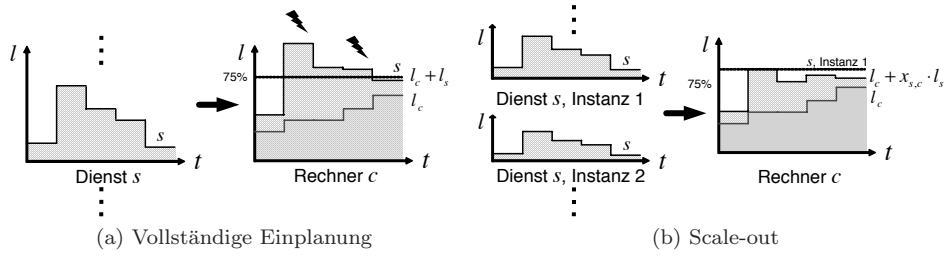 l
s
t
Dienst s
l
75%
s
l_c + l_s
l_c
t
Rechner c
(a) Vollständige Einplanung
l
s
t
Dienst s, Instanz 1
l
s
t
Dienst s, Instanz 2
l
75%
s, Instanz 1
l_c + x_{s,c} · l_s
l_c
t
Rechner c
(b) Scale-out